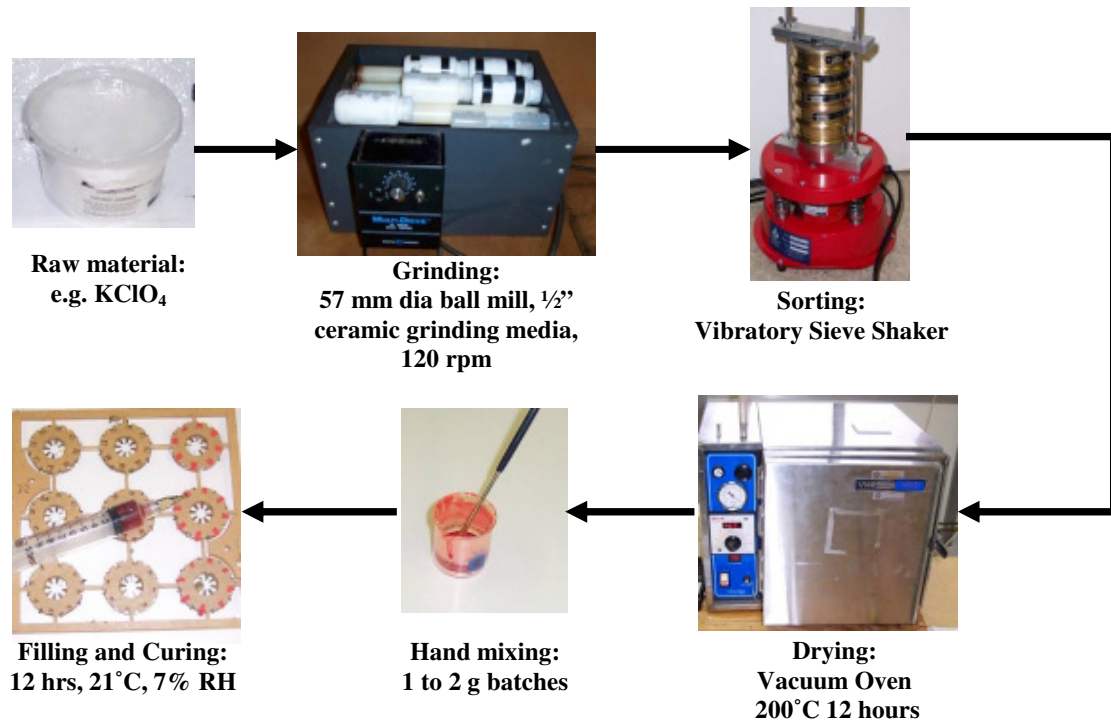 Raw material:
e.g. KClO₄
Grinding:
57 mm dia ball mill, ½”
ceramic grinding media,
120 rpm
Sorting:
Vibratory Sieve Shaker
Filling and Curing:
12 hrs, 21˚C, 7% RH
Hand mixing:
1 to 2 g batches
Drying:
Vacuum Oven
200˚C 12 hours